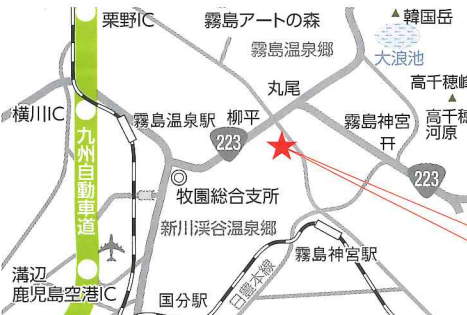 栗野IC
霧島アートの森
韓国岳
霧島温泉郷
大浪池
丸尾
高千穂峰
横川IC
霧島温泉駅
柳平
霧島神宮
高千穂
河原
223
223
九州自動車道
牧園総合支所
新川渓谷温泉郷
霧島神宮駅
溝辺
鹿児島空港IC
国分駅
日豊本線